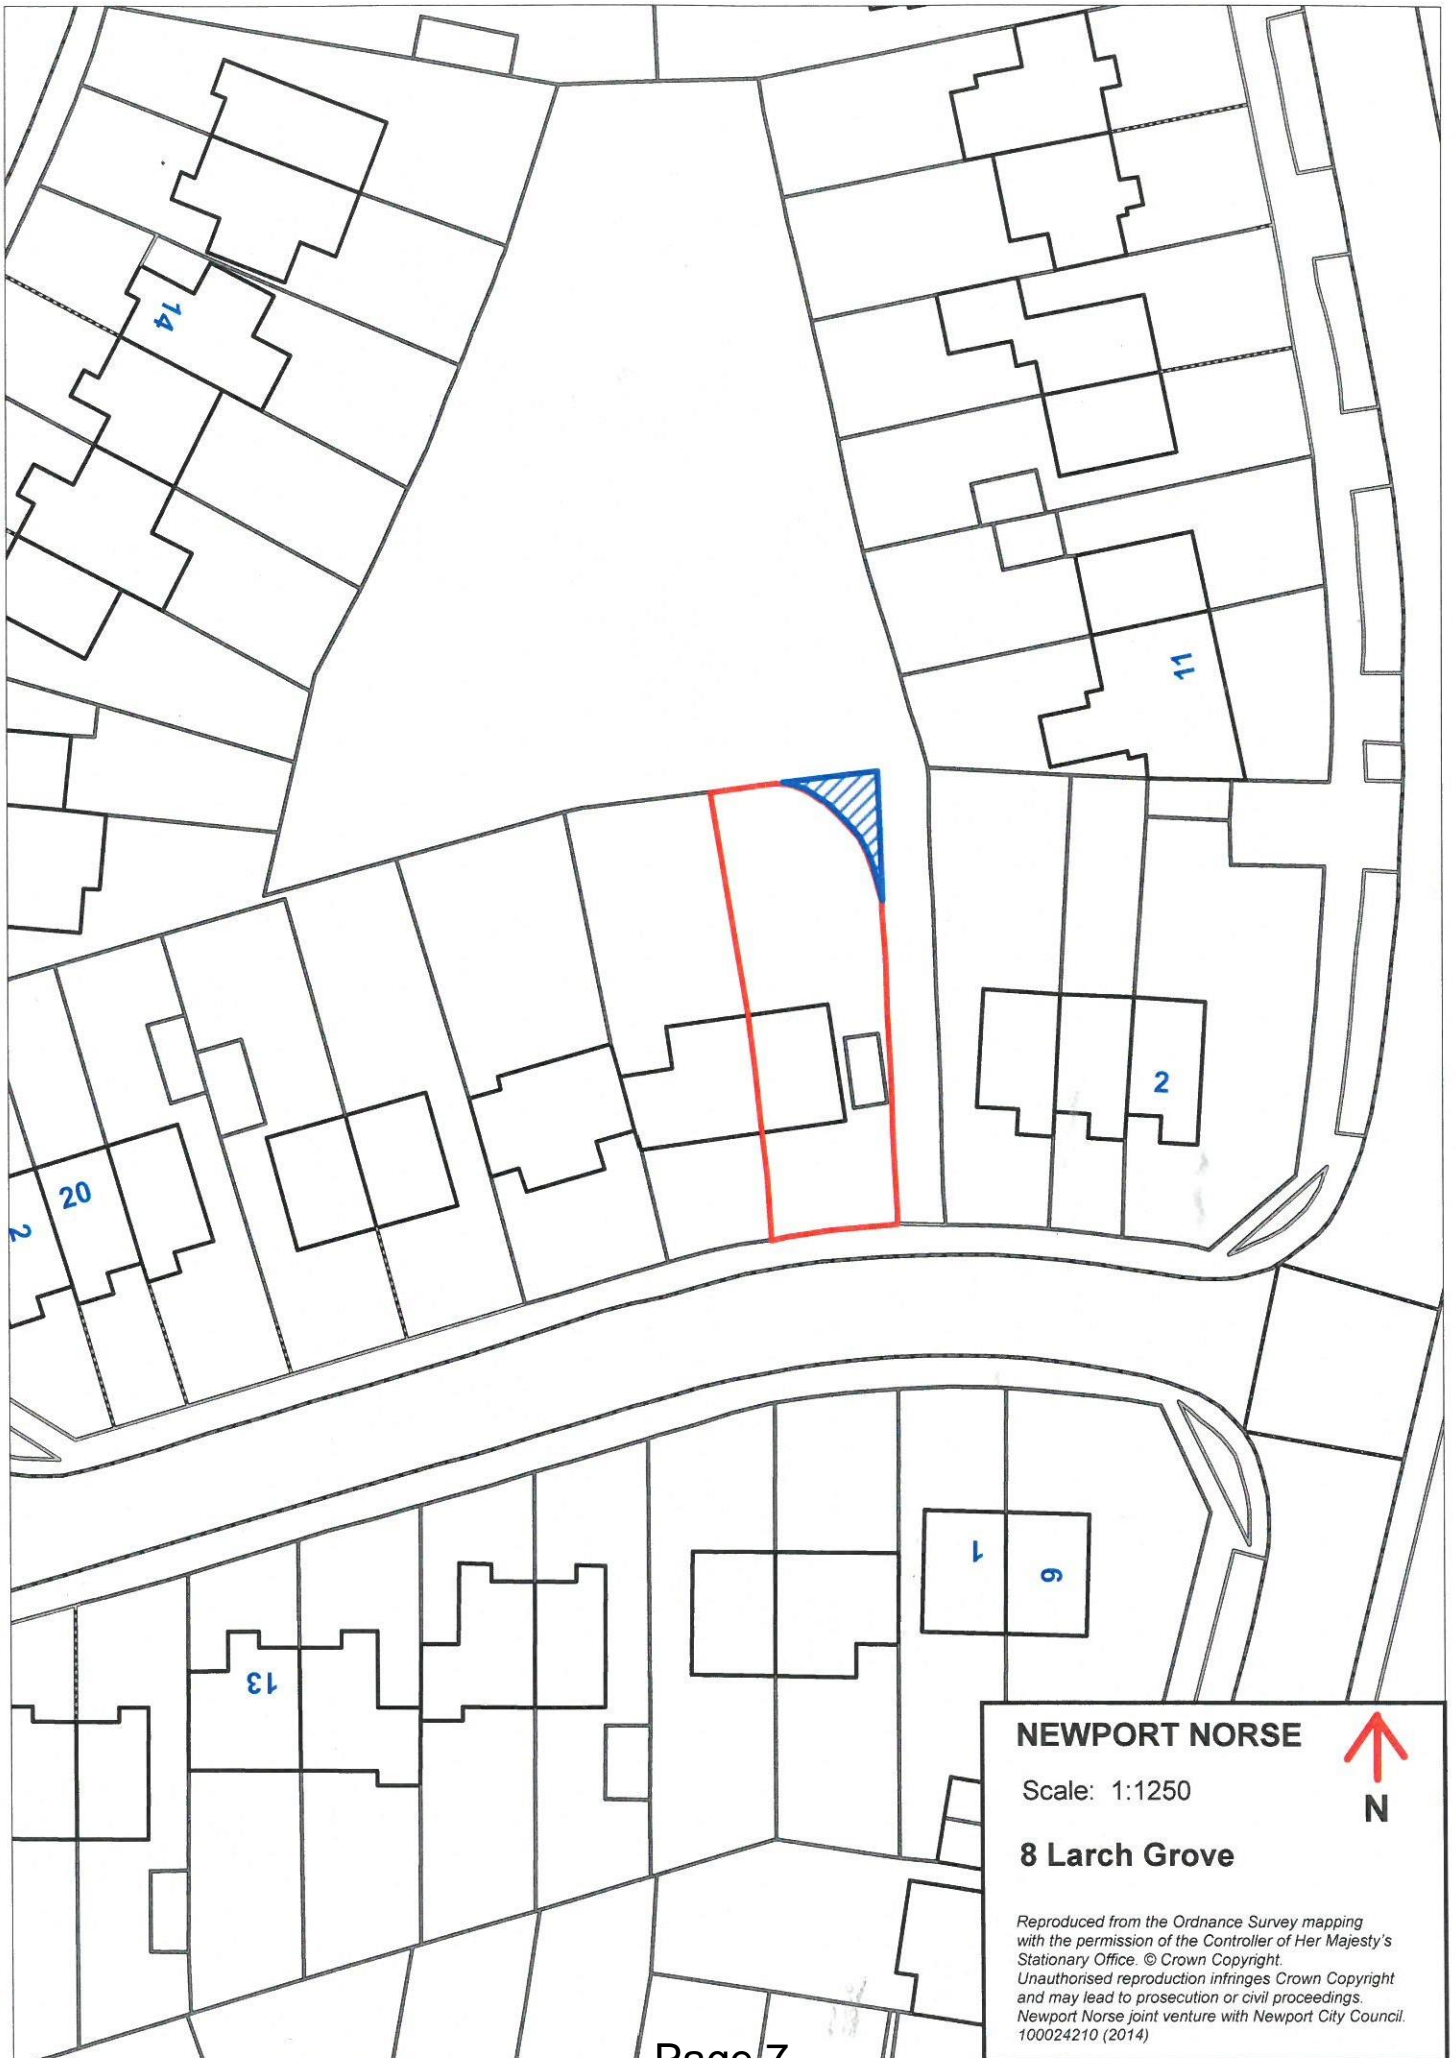 14
11
2
20
2
1
6
13
NEWPORT NORSE
Scale: 1:1250
N
8 Larch Grove
Reproduced from the Ordnance Survey mapping
with the permission of the Controller of Her Majesty's
Stationary Office. © Crown Copyright.
Unauthorised reproduction infringes Crown Copyright
and may lead to prosecution or civil proceedings.
Newport Norse joint venture with Newport City Council.
100024210 (2014)
Page 7